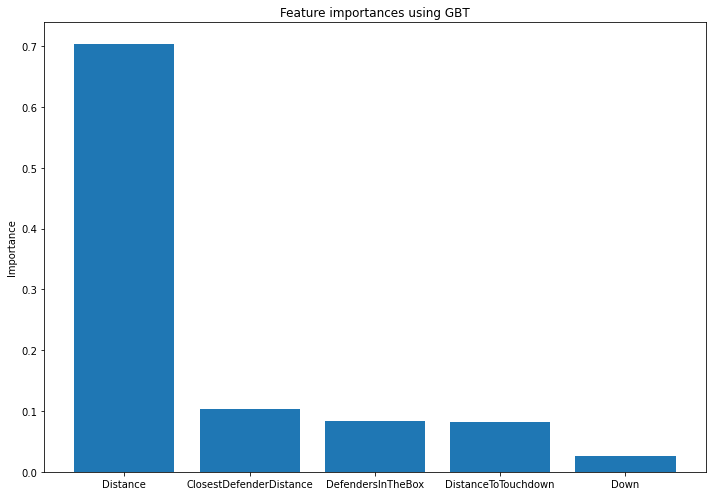 Feature importances using GBT
0.7
0.6
0.5
0.4
0.3
0.2
0.1
0.0
Importance
Distance ClosestDefenderDistance DefendersInTheBox DistanceToTouchdown Down